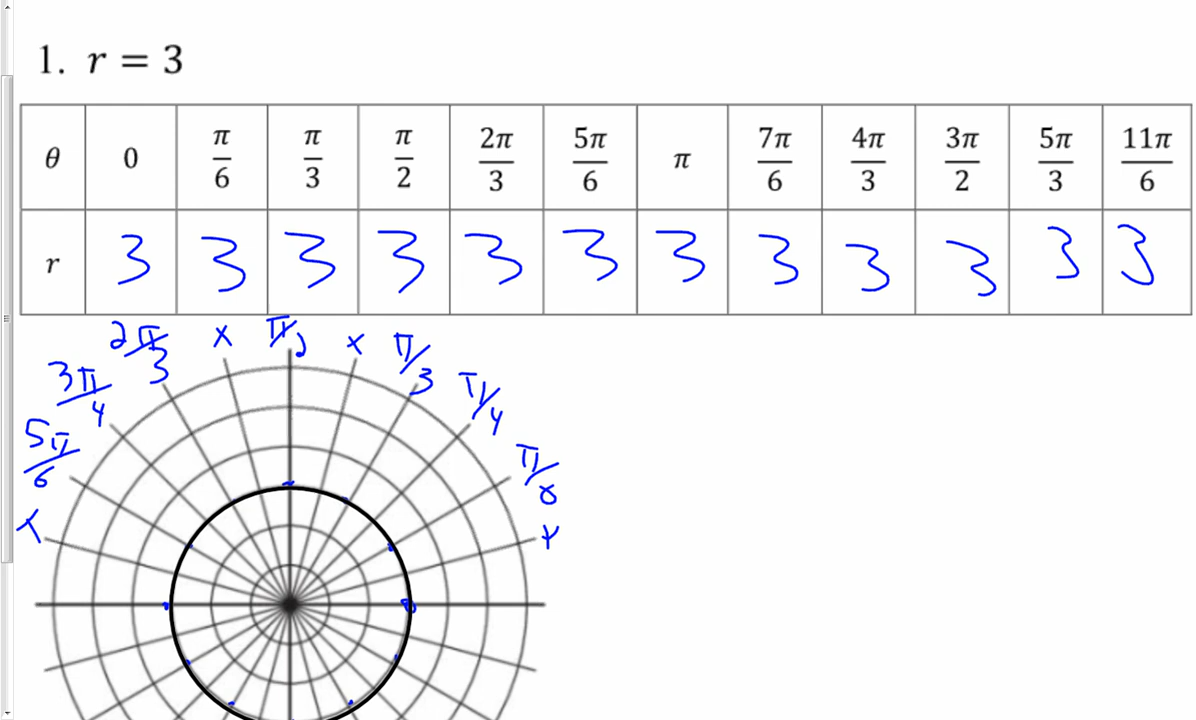 1. r = 3
θ 0 π/6 π/3 π/2 2π/3 5π/6 π 7π/6 4π/3 3π/2 5π/3 11π/6
r 3 3 3 3 3 3 3 3 3 3 3 3
2π/3 x π/2 x π/3
3π/4 π/4
5π/6 π/6
x x